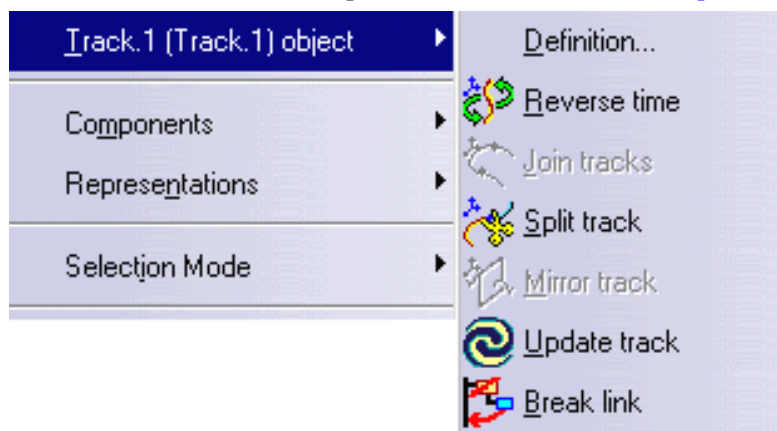 Track.1 (Track.1) object
Components
Representations
Selection Mode
Definition...
Reverse time
Join tracks
Split track
Mirror track
Update track
Break link